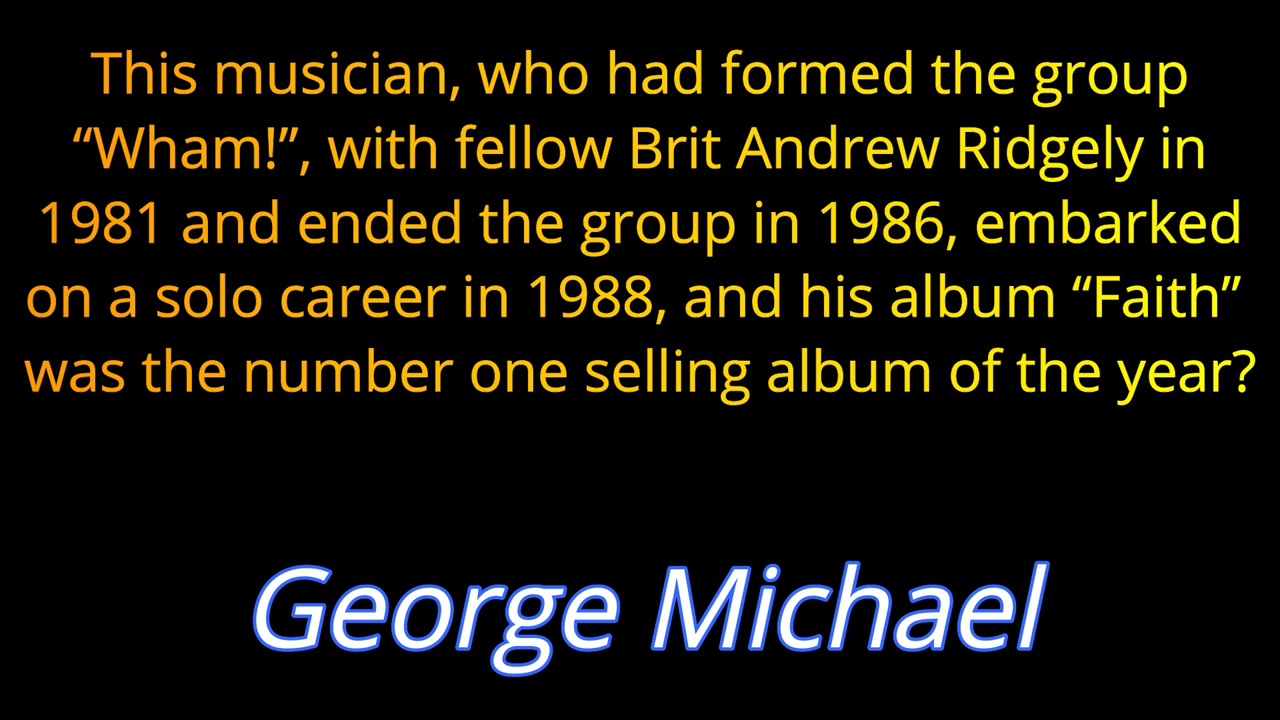 This musician, who had formed the group
“Wham!”, with fellow Brit Andrew Ridgely in
1981 and ended the group in 1986, embarked
on a solo career in 1988, and his album “Faith”
was the number one selling album of the year?
George Michael